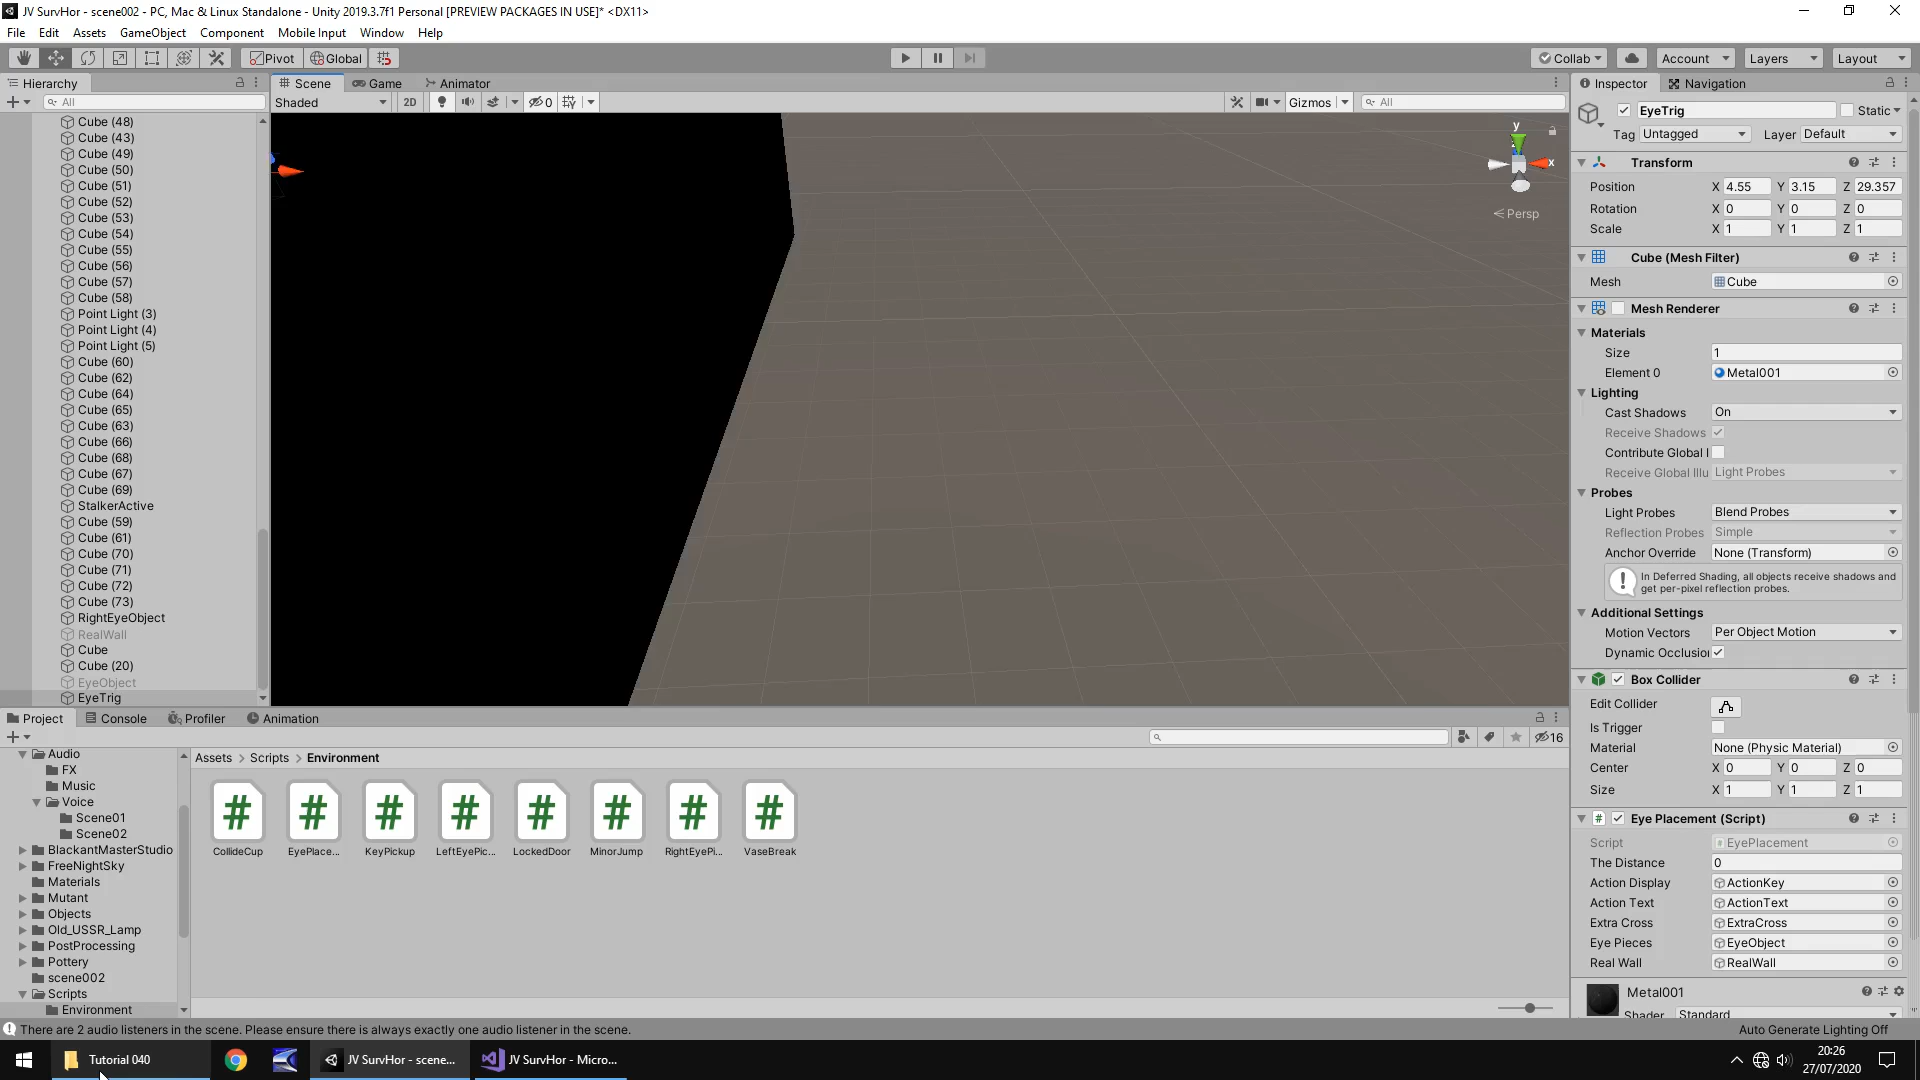 JV SurvHor - scene002 - PC, Mac & Linux Standalone - Unity 2019.3.7f1 Personal [PREVIEW PACKAGES IN USE]* <DX11>
File Edit Assets GameObject Component Mobile Input Window Help
Pivot Global Collab Account Layers Layout
Hierarchy
All
Cube (48)
Cube (43)
Cube (49)
Cube (50)
Cube (51)
Cube (52)
Cube (53)
Cube (54)
Cube (55)
Cube (56)
Cube (57)
Cube (58)
Point Light (3)
Point Light (4)
Point Light (5)
Cube (60)
Cube (62)
Cube (64)
Cube (65)
Cube (63)
Cube (66)
Cube (68)
Cube (67)
Cube (69)
StalkerActive
Cube (59)
Cube (61)
Cube (70)
Cube (71)
Cube (72)
Cube (73)
RightEyeObject
RealWall
Cube
Cube (20)
EyeObject
EyeTrig
Scene Game Animator
Shaded 2D 0 Gizmos All
y
x
Persp
Inspector Navigation
EyeTrig Static
Tag Untagged Layer Default
Transform
Position X 4.55 Y 3.15 Z 29.357
Rotation X 0 Y 0 Z 0
Scale X 1 Y 1 Z 1
Cube (Mesh Filter)
Mesh Cube
Mesh Renderer
Materials
Size 1
Element 0 Metal001
Lighting
Cast Shadows On
Receive Shadows
Contribute Global I
Receive Global Illu Light Probes
Probes
Light Probes Blend Probes
Reflection Probes Simple
Anchor Override None (Transform)
In Deferred Shading, all objects receive shadows and
get per-pixel reflection probes.
Additional Settings
Motion Vectors Per Object Motion
Dynamic Occlusion
Box Collider
Edit Collider
Is Trigger
Material None (Physic Material)
Center X 0 Y 0 Z 0
Size X 1 Y 1 Z 1
Eye Placement (Script)
Script EyePlacement
The Distance 0
Action Display ActionKey
Action Text ActionText
Extra Cross ExtraCross
Eye Pieces EyeObject
Real Wall RealWall
Metal001
Shader Standard
Project Console Profiler Animation
16
Audio
FX
Music
Voice
Scene01
Scene02
BlackantMasterStudio
FreeNightSky
Materials
Mutant
Objects
Old_USSR_Lamp
PostProcessing
Pottery
scene002
Scripts
Environment
Assets > Scripts > Environment
CollideCup EyePlace... KeyPickup LeftEyePic... LockedDoor MinorJump RightEyePi... VaseBreak
There are 2 audio listeners in the scene. Please ensure there is always exactly one audio listener in the scene.
Auto Generate Lighting Off
Tutorial 040 JV SurvHor - scene... JV SurvHor - Micro...
20:26
27/07/2020